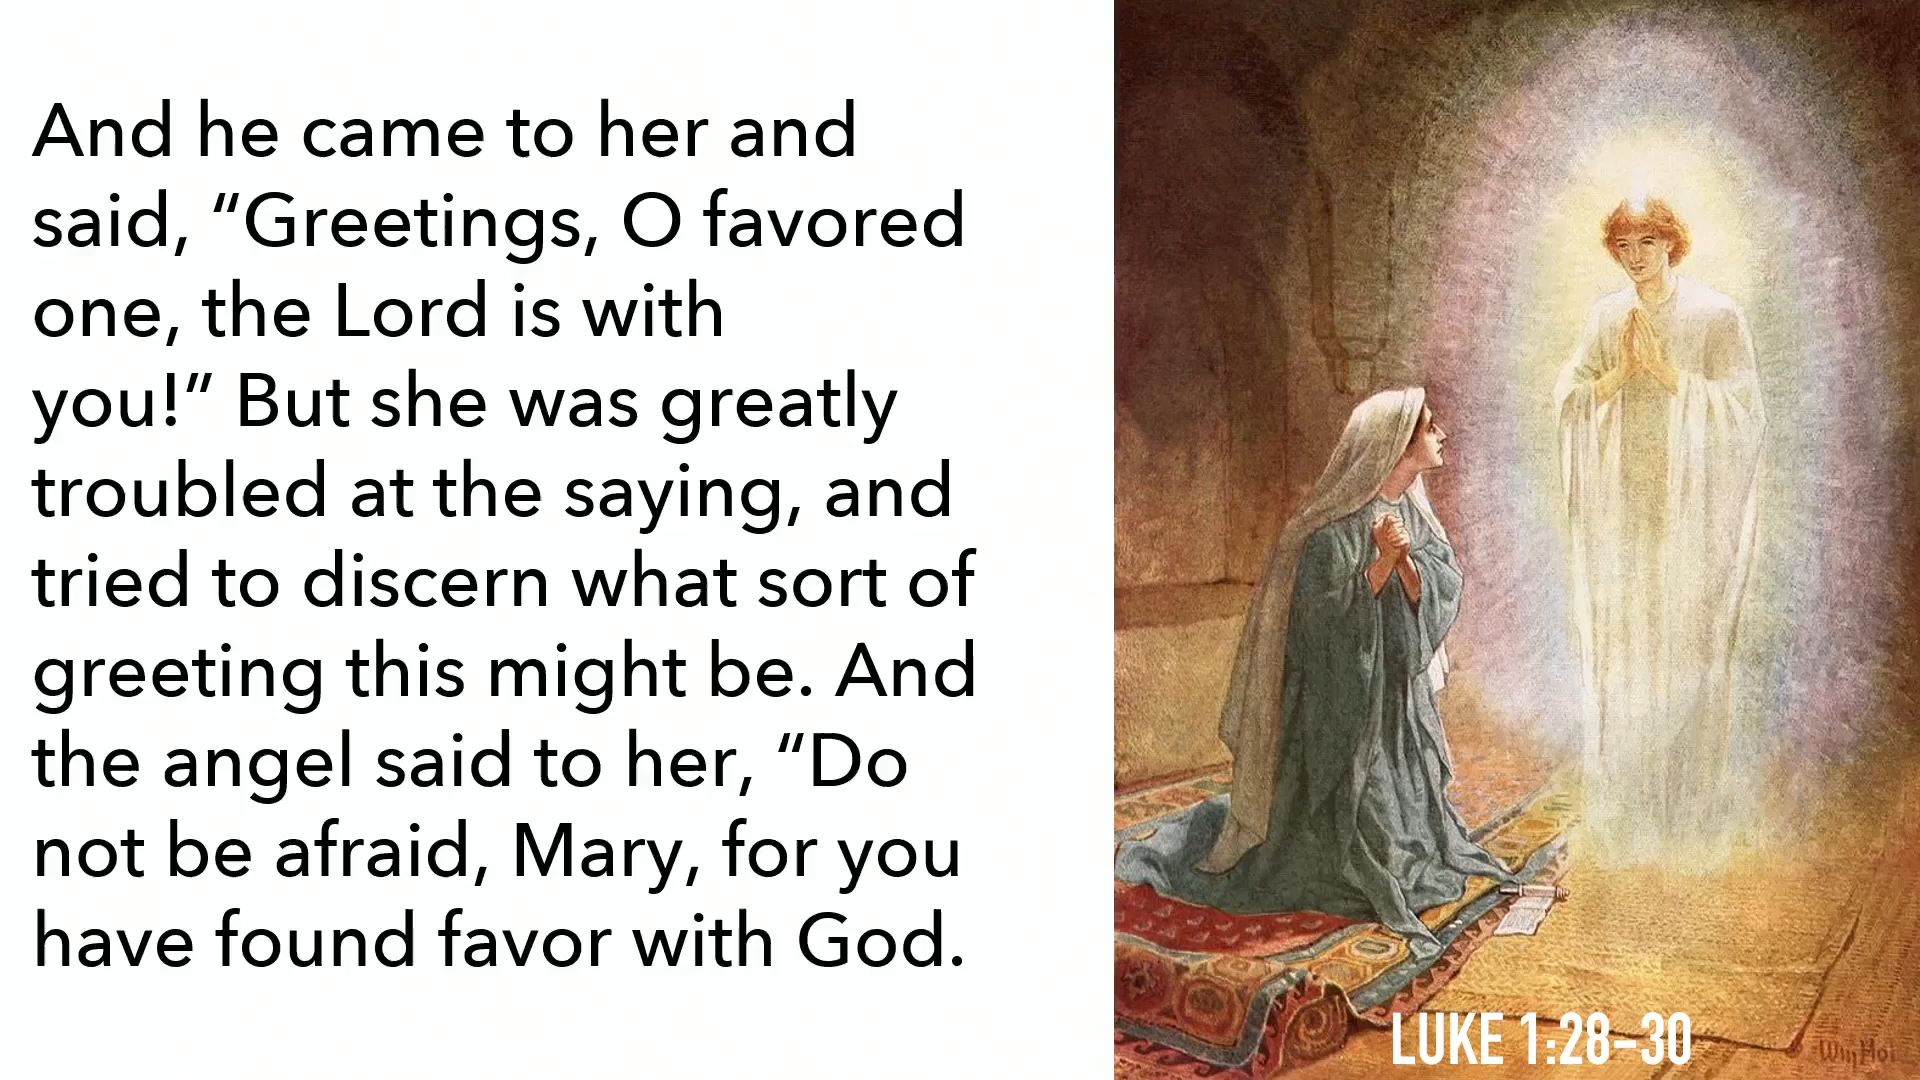 And he came to her and
said, “Greetings, O favored
one, the Lord is with
you!” But she was greatly
troubled at the saying, and
tried to discern what sort of
greeting this might be. And
the angel said to her, “Do
not be afraid, Mary, for you
have found favor with God.
LUKE 1:28-30